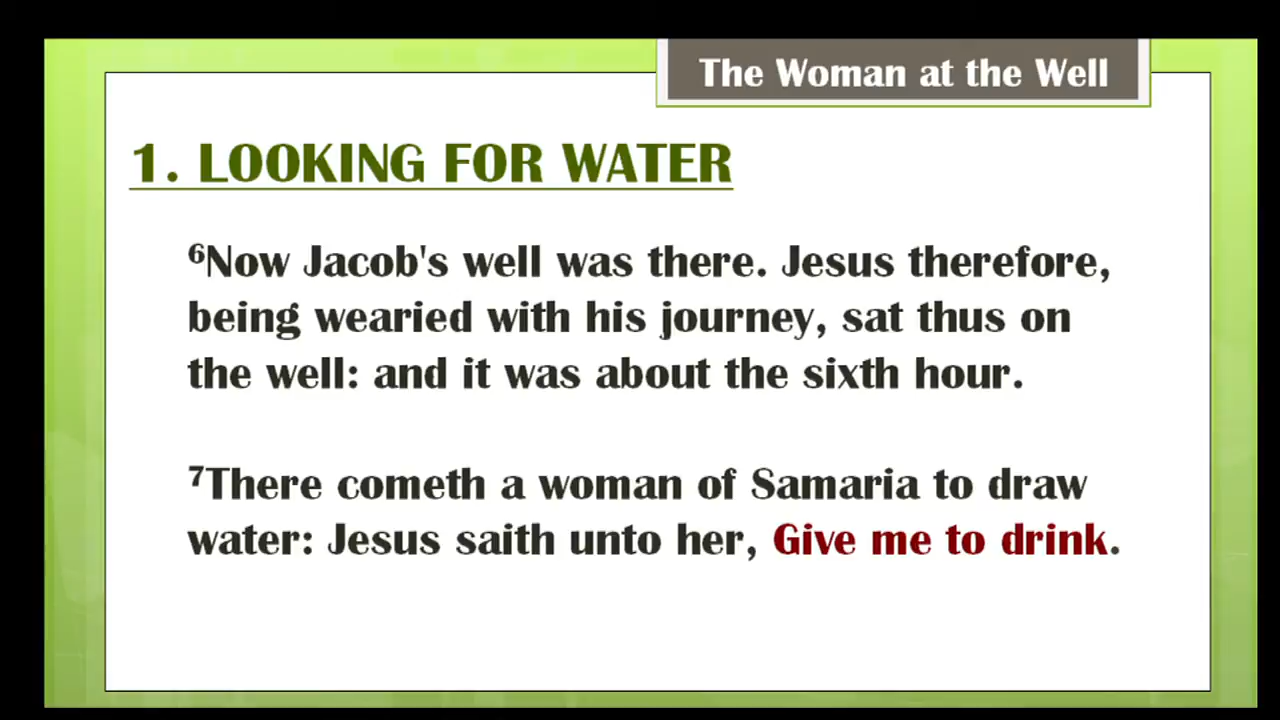 The Woman at the Well
1. LOOKING FOR WATER
⁶Now Jacob's well was there. Jesus therefore,
being wearied with his journey, sat thus on
the well: and it was about the sixth hour.
⁷There cometh a woman of Samaria to draw
water: Jesus saith unto her, Give me to drink.